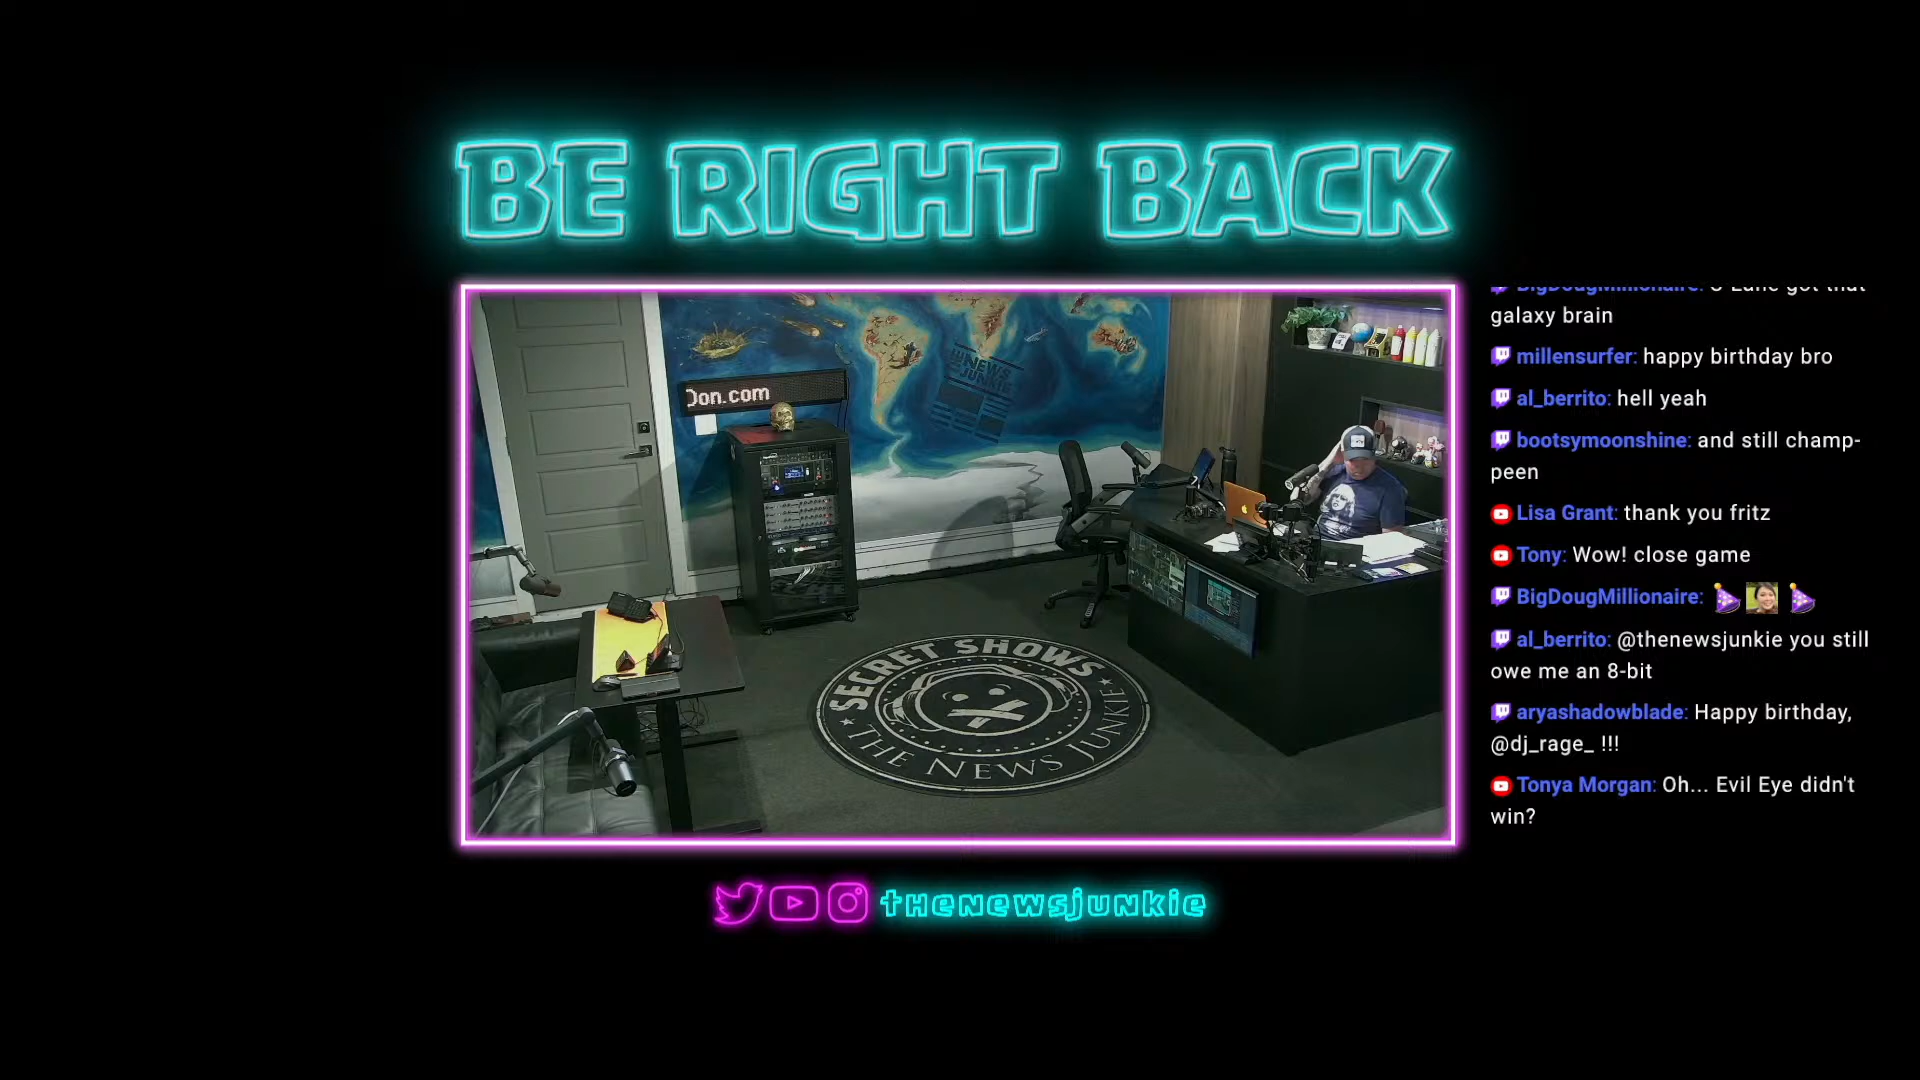 BE RIGHT BACK
galaxy brain
millensurfer: happy birthday bro
al_berrito: hell yeah
bootsymoonshine: and still champ-
peen
Lisa Grant: thank you fritz
Tony: Wow! close game
BigDougMillionaire:
al_berrito: @thenewsjunkie you still
owe me an 8-bit
aryashadowblade: Happy birthday,
@dj_rage_ !!!
Tonya Morgan: Oh... Evil Eye didn't
win?
Don.com
THE NEWS
JUNKIE
SECRET SHOWS
THE NEWS JUNKIE
thenewsjunkie